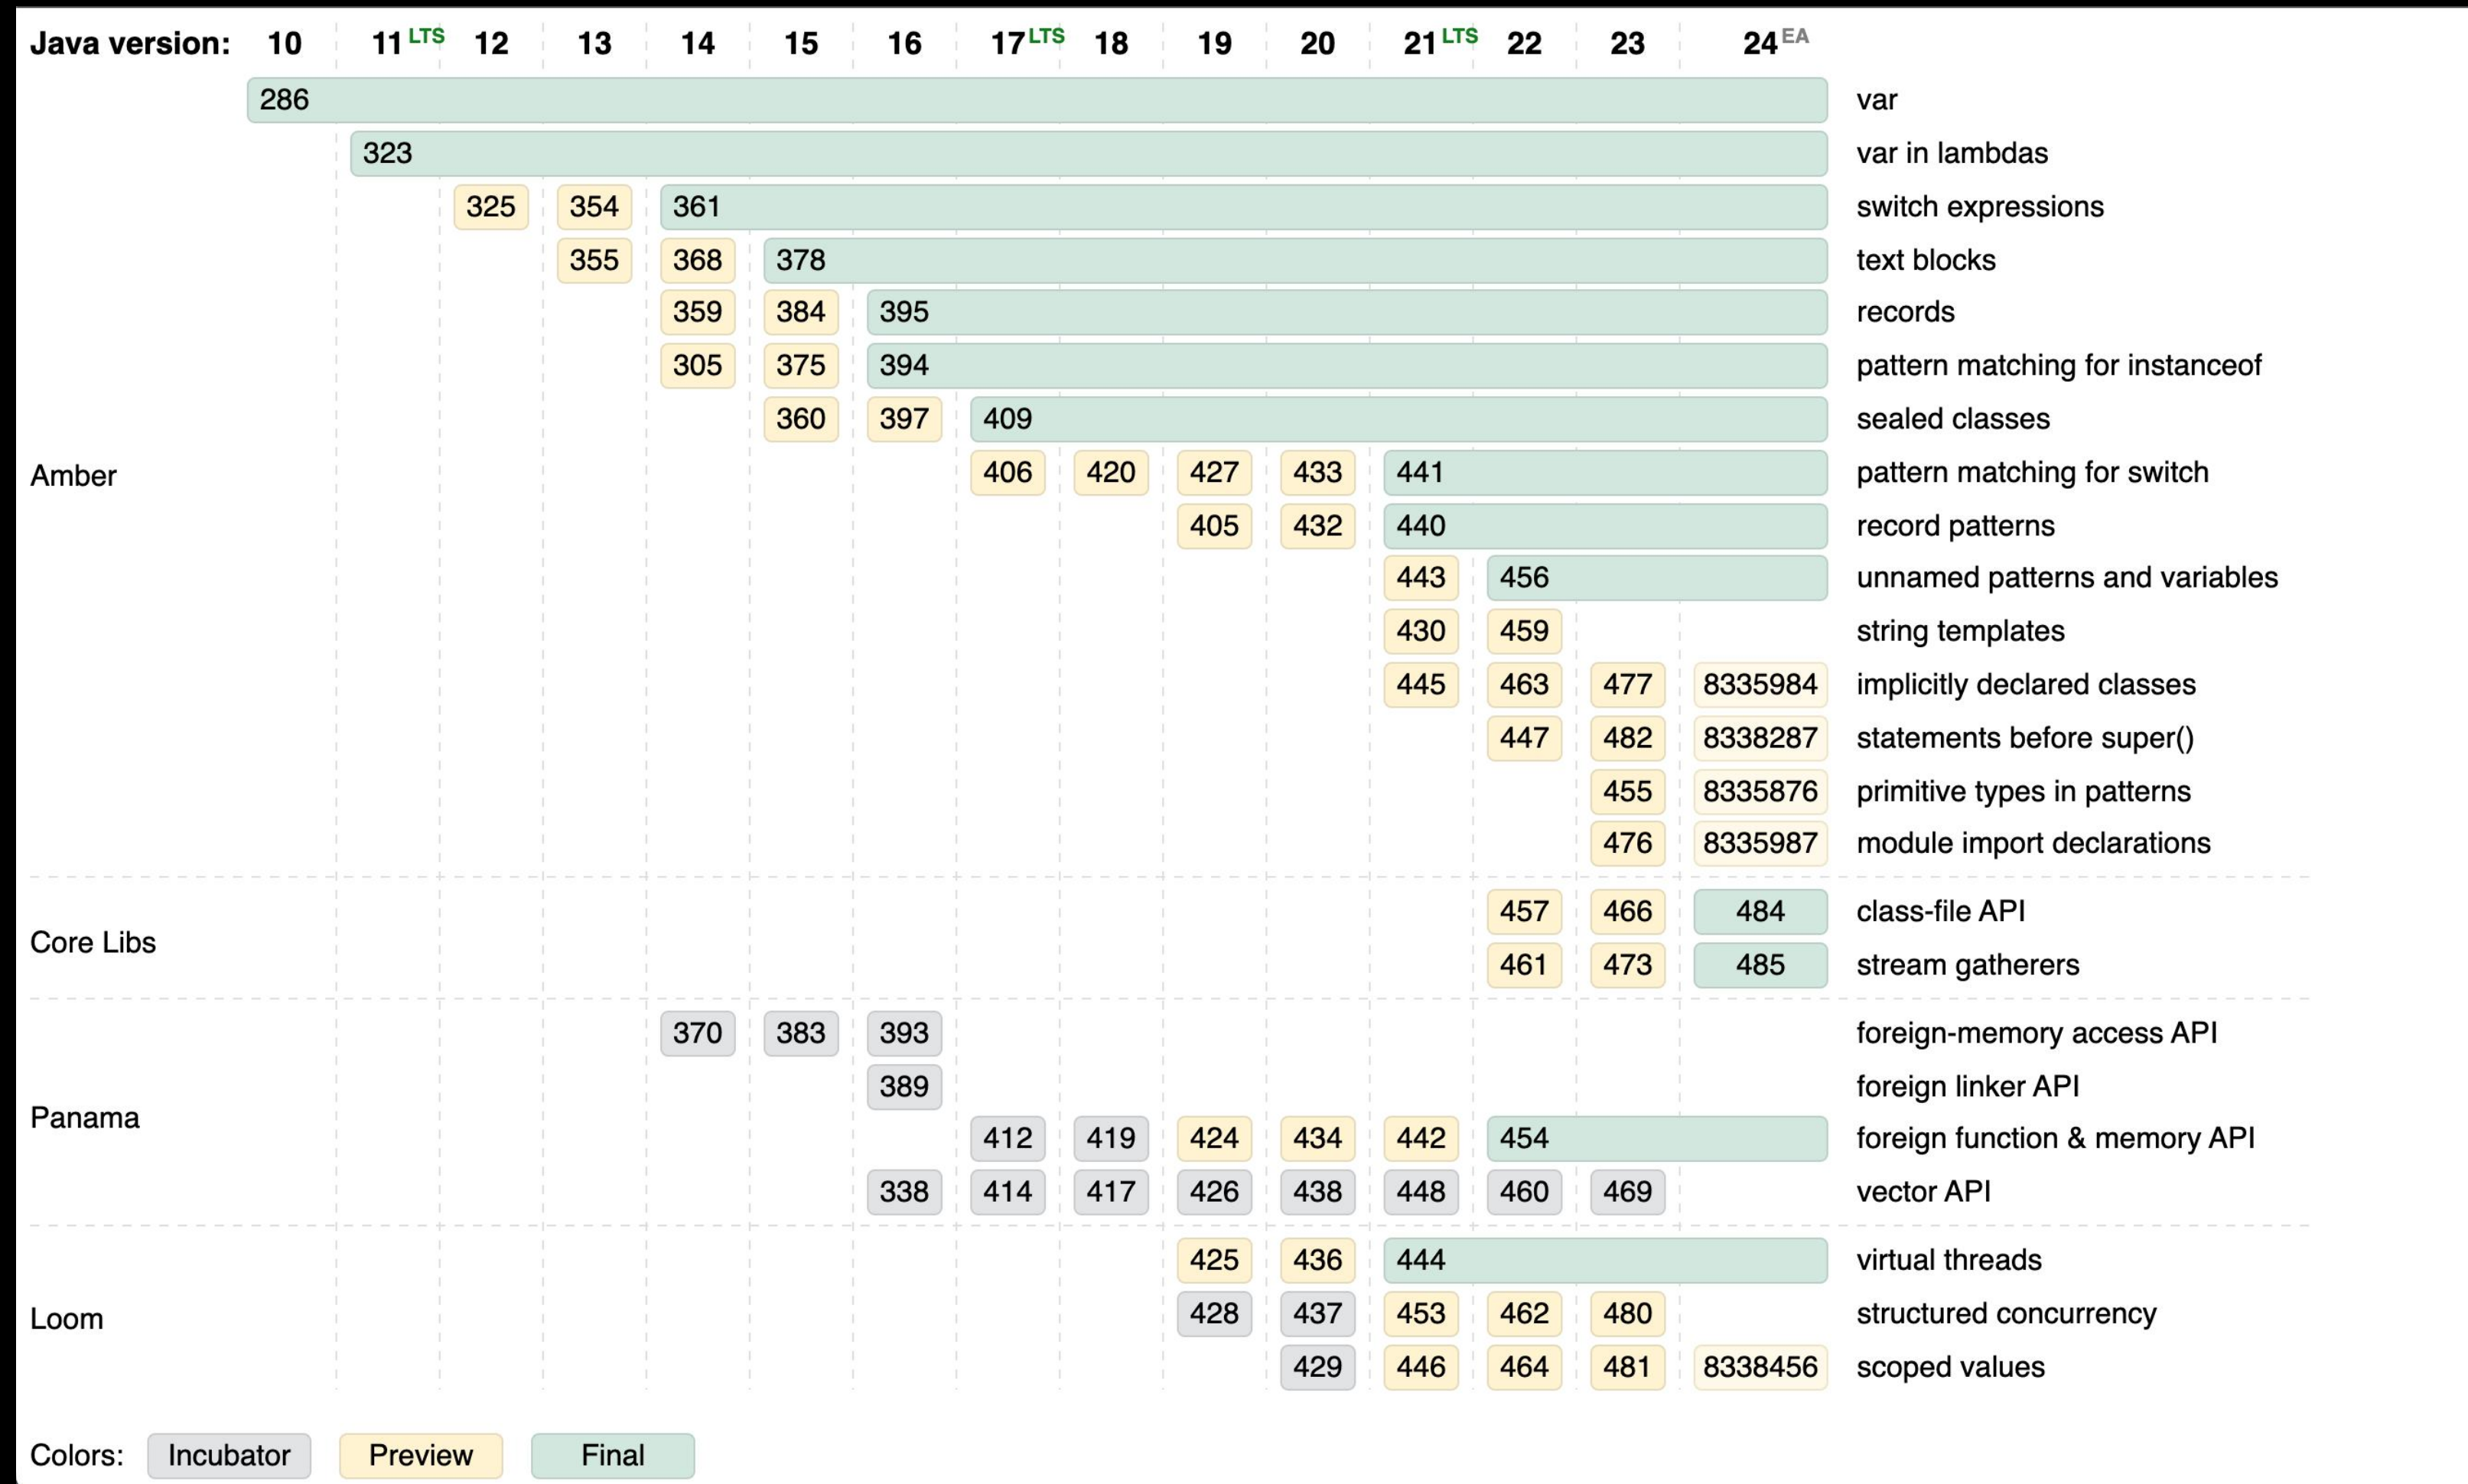 Java version: 10 11 LTS 12 13 14 15 16 17 LTS 18 19 20 21 LTS 22 23 24 EA
286 var
323 var in lambdas
325 354 361 switch expressions
355 368 378 text blocks
359 384 395 records
305 375 394 pattern matching for instanceof
360 397 409 sealed classes
Amber
406 420 427 433 441 pattern matching for switch
405 432 440 record patterns
443 456 unnamed patterns and variables
430 459 string templates
445 463 477 8335984 implicitly declared classes
447 482 8338287 statements before super()
455 8335876 primitive types in patterns
476 8335987 module import declarations
457 466 484 class-file API
Core Libs
461 473 485 stream gatherers
370 383 393 foreign-memory access API
389 foreign linker API
Panama
412 419 424 434 442 454 foreign function & memory API
338 414 417 426 438 448 460 469 vector API
425 436 444 virtual threads
Loom
428 437 453 462 480 structured concurrency
429 446 464 481 8338456 scoped values
Colors: Incubator Preview Final